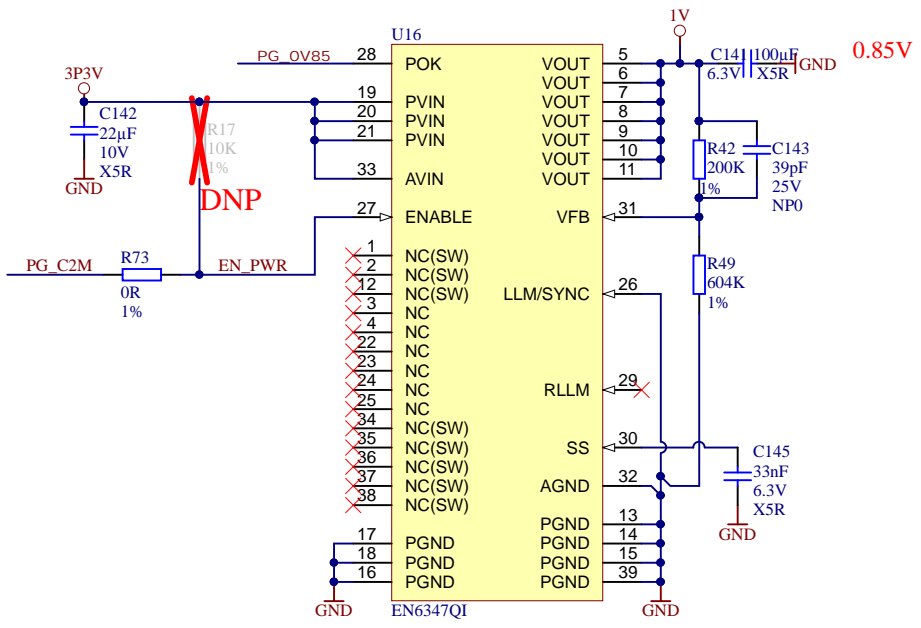 U16
1V
0.85V
PG_0V85
28
POK
VOUT
5
C141
100µF
GND
6.3V
X5R
VOUT
6
3P3V
19
PVIN
VOUT
7
20
PVIN
VOUT
8
21
PVIN
VOUT
9
VOUT
10
33
AVIN
VOUT
11
C142
22µF
10V
X5R
GND
R17
10K
1%
DNP
R42
200K
1%
C143
39pF
25V
NP0
27
ENABLE
VFB
31
PG_C2M
R73
0R
1%
EN_PWR
R49
604K
1%
1
NC(SW)
2
NC(SW)
12
NC(SW)
LLM/SYNC
26
3
NC
4
NC
22
NC
23
NC
24
NC
RLLM
29
25
NC
34
NC(SW)
35
NC(SW)
SS
30
36
NC(SW)
37
NC(SW)
AGND
32
38
NC(SW)
C145
33nF
6.3V
X5R
GND
PGND
13
17
PGND
PGND
14
18
PGND
PGND
15
16
PGND
PGND
39
GND
EN6347QI
GND